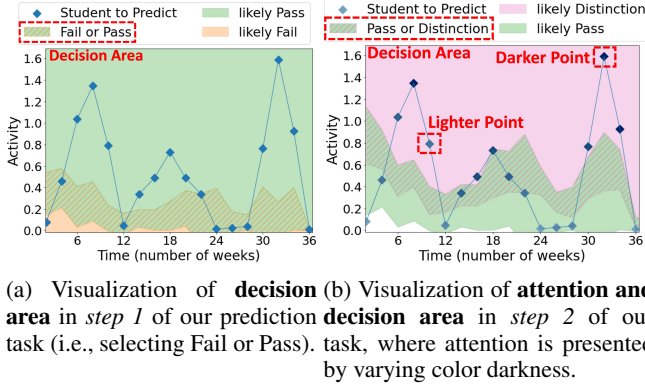 Student to Predict
likely Pass
Fail or Pass
likely Fail
Decision Area
Activity
1.6
1.4
1.2
1.0
0.8
0.6
0.4
0.2
0.0
6 12 18 24 30 36
Time (number of weeks)
Student to Predict
likely Distinction
Pass or Distinction
likely Pass
Decision Area
Darker Point
Lighter Point
Activity
1.6
1.4
1.2
1.0
0.8
0.6
0.4
0.2
0.0
6 12 18 24 30 36
Time (number of weeks)
(a) Visualization of decision
area in step 1 of our prediction
task (i.e., selecting Fail or Pass).
(b) Visualization of attention and
decision area in step 2 of our
task, where attention is presented
by varying color darkness.